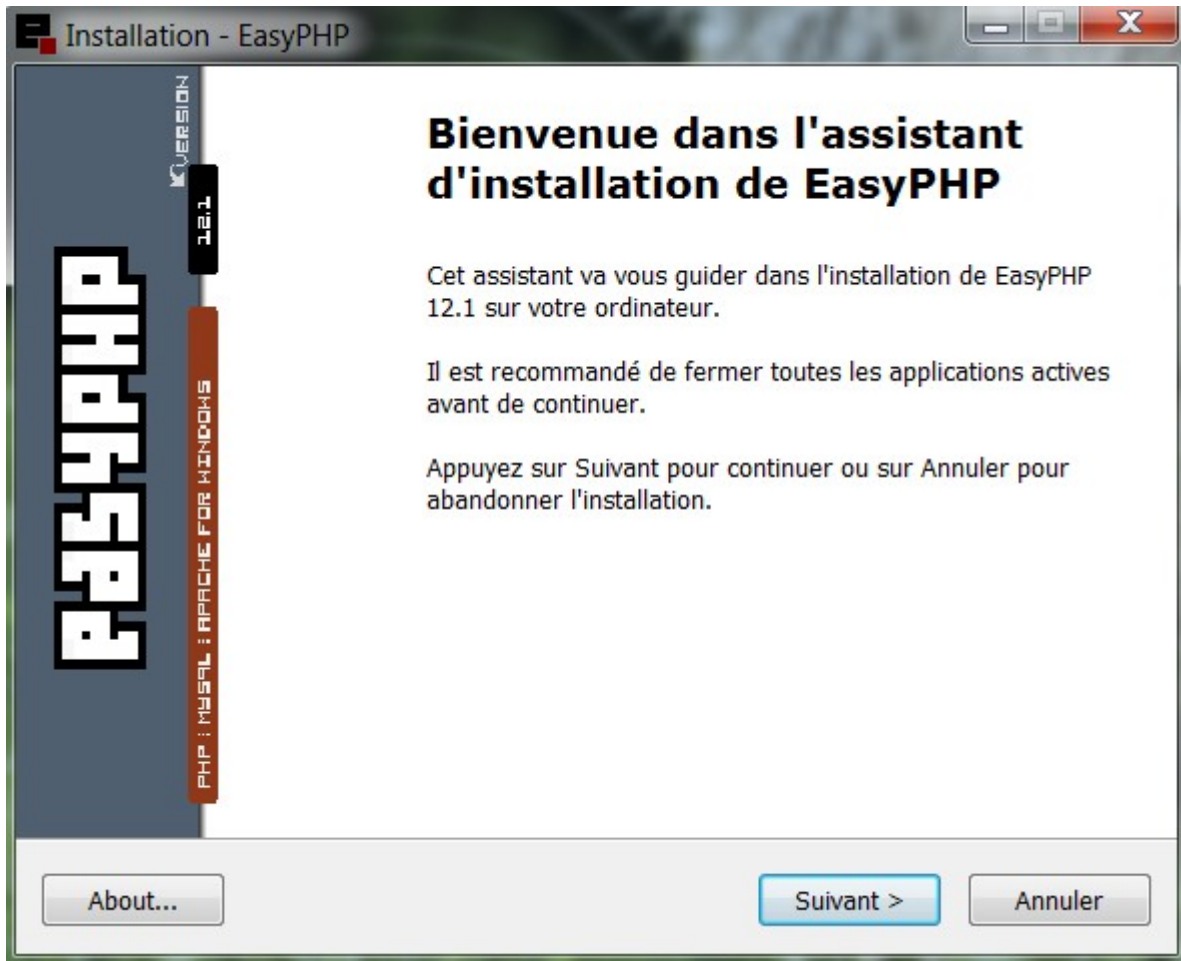 Installation - EasyPHP
VERSION
12.1
easyPHP
PHP : MYSQL : APACHE FOR WINDOWS
Bienvenue dans l'assistant
d'installation de EasyPHP
Cet assistant va vous guider dans l'installation de EasyPHP
12.1 sur votre ordinateur.
Il est recommandé de fermer toutes les applications actives
avant de continuer.
Appuyez sur Suivant pour continuer ou sur Annuler pour
abandonner l'installation.
About...
Suivant >
Annuler